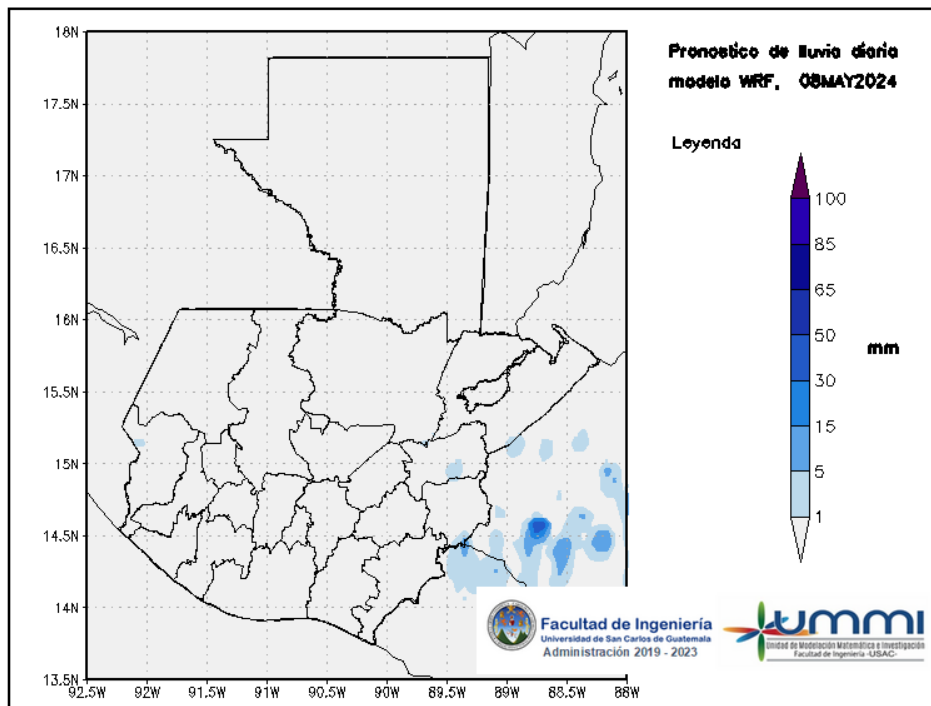 18N
17.5N
17N
16.5N
16N
15.5N
15N
14.5N
14N
13.5N
92.5W
92W
91.5W
91W
90.5W
90W
89.5W
89W
88.5W
88W
Pronostico de lluvia diaria
modelo WRF, 08MAY2024
Leyenda
100
85
65
50
30
15
5
1
mm
Facultad de Ingeniería
Universidad de San Carlos de Guatemala
Administración 2019 - 2023
ummi
Unidad de Modelación Matemática e Investigación
Facultad de Ingeniería -USAC-